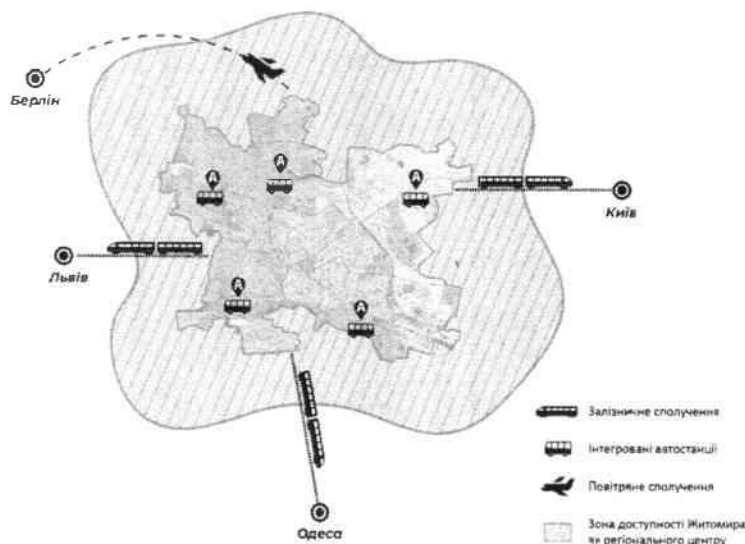 Берлін
A
A
A
Київ
Львів
A
A
Одеса
Залізничне сполучення
Інтегровані автостанції
Повітряне сполучення
Зона доступності Житомира
як регіонального центру